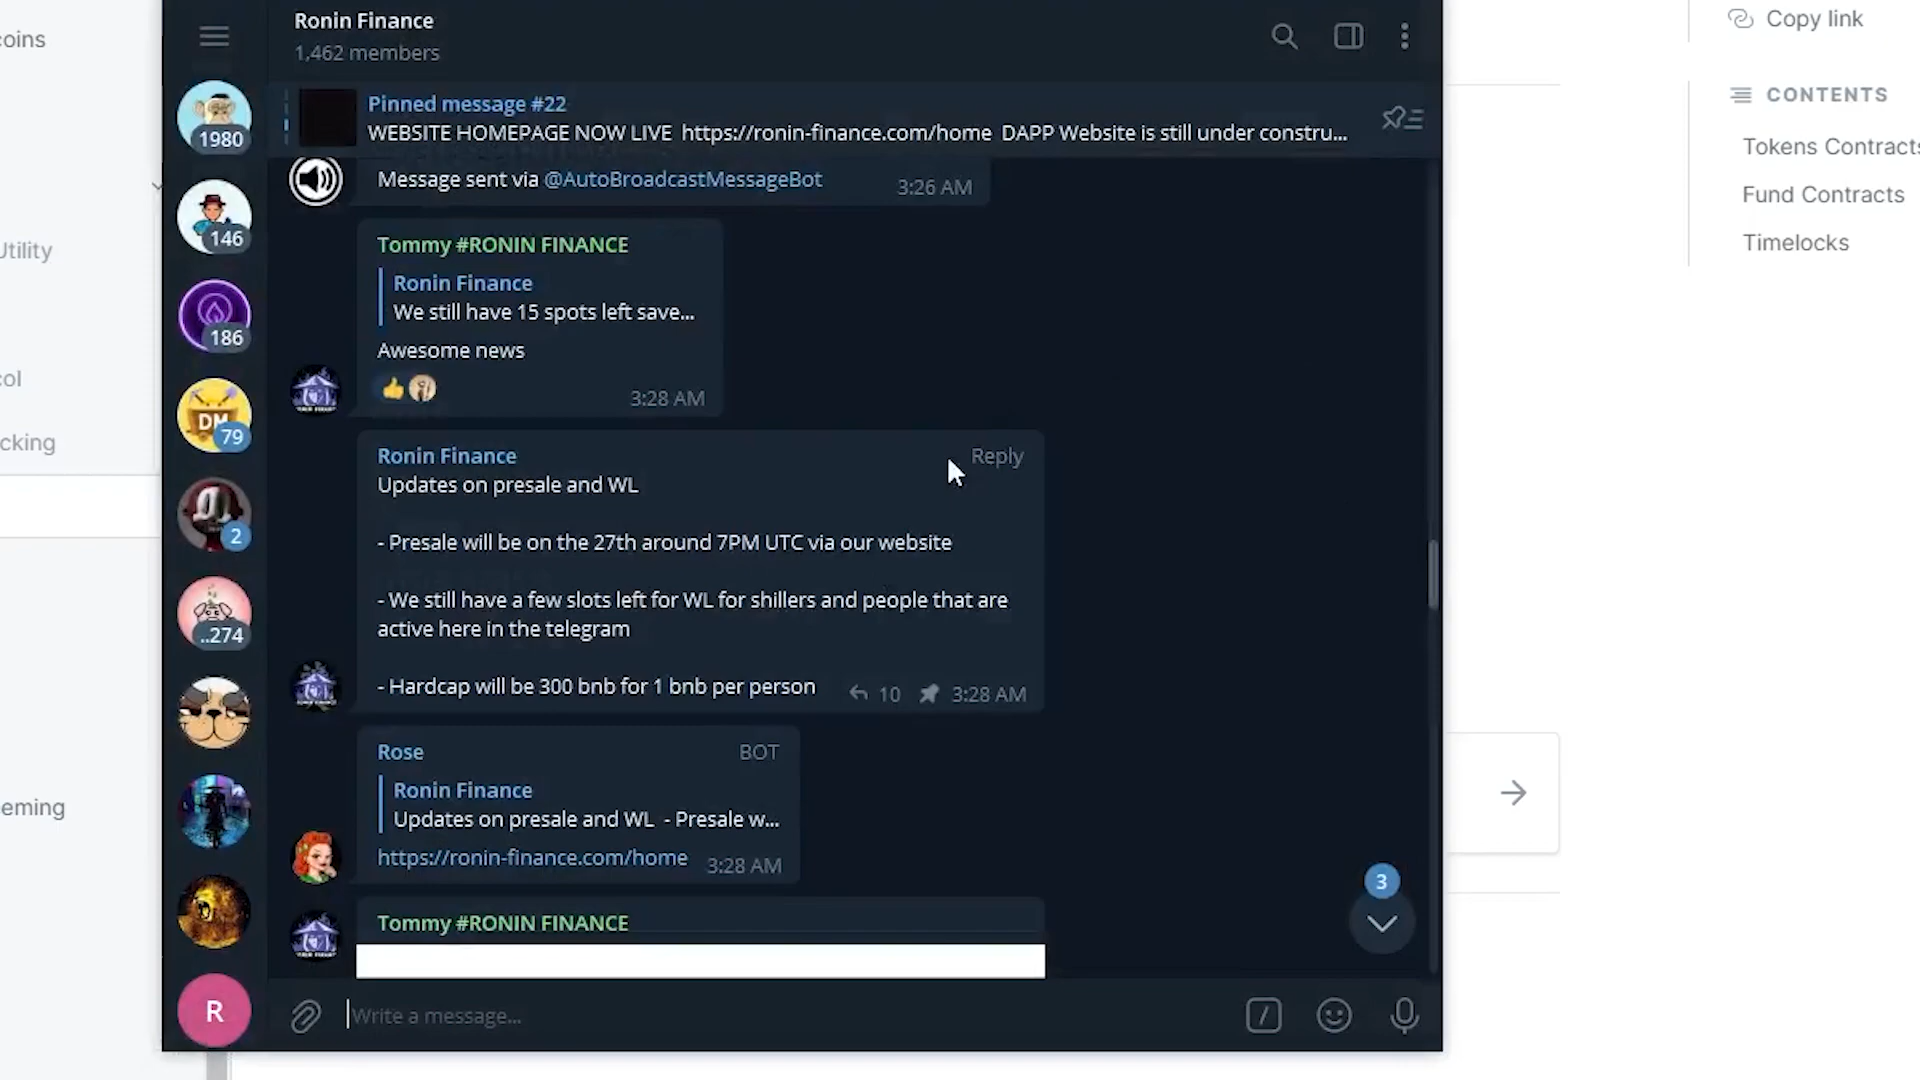 coins
Utility
col
cking
eming
1980
146
186
79
2
..274
R
Ronin Finance
1,462 members
Pinned message #22
WEBSITE HOMEPAGE NOW LIVE https://ronin-finance.com/home DAPP Website is still under constru...
Message sent via @AutoBroadcastMessageBot
3:26 AM
Tommy #RONIN FINANCE
Ronin Finance
We still have 15 spots left save...
Awesome news
3:28 AM
Ronin Finance
Reply
Updates on presale and WL
- Presale will be on the 27th around 7PM UTC via our website
- We still have a few slots left for WL for shillers and people that are
active here in the telegram
- Hardcap will be 300 bnb for 1 bnb per person
10
3:28 AM
Rose
BOT
Ronin Finance
Updates on presale and WL - Presale w...
https://ronin-finance.com/home
3:28 AM
Tommy #RONIN FINANCE
3
Write a message...
Copy link
CONTENTS
Tokens Contracts
Fund Contracts
Timelocks